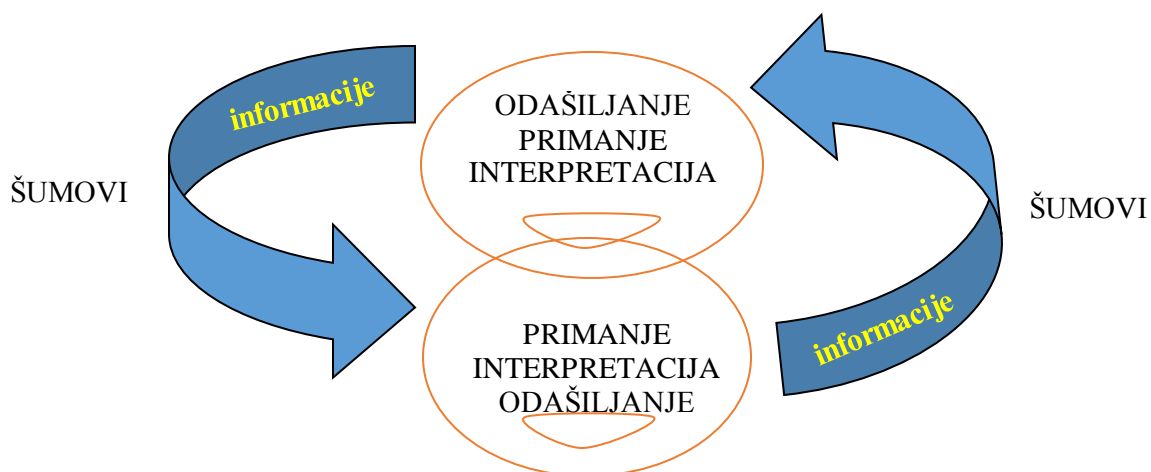 informacije
ODAŠILJANJE
PRIMANJE
INTERPRETACIJA
ŠUMOVI
ŠUMOVI
PRIMANJE
INTERPRETACIJA
ODAŠILJANJE
informacije